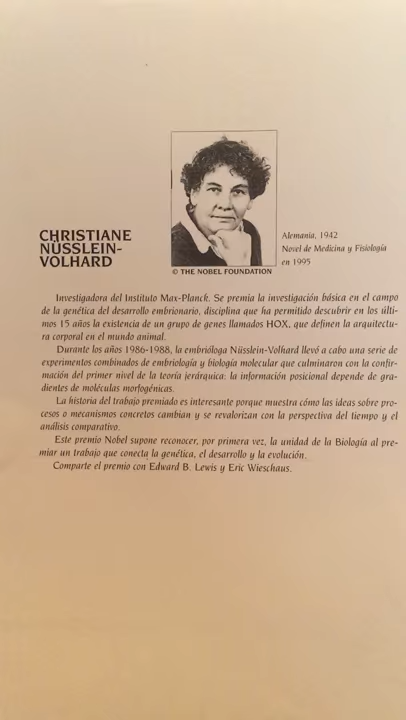 CHRISTIANE
NÜSSLEIN-
VOLHARD
Alemania, 1942
Novel de Medicina y Fisiología
en 1995
© THE NOBEL FOUNDATION
Investigadora del Instituto Max-Planck. Se premia la investigación básica en el campo
de la genética del desarrollo embrionario, disciplina que ha permitido descubrir en los últi-
mos 15 años la existencia de un grupo de genes llamados HOX, que definen la arquitectu-
ra corporal en el mundo animal.
Durante los años 1986-1988, la embrióloga Nüsslein-Volhard llevó a cabo una serie de
experimentos combinados de embriología y biología molecular que culminaron con la confir-
mación del primer nivel de la teoría jerárquica: la información posicional depende de gra-
dientes de moléculas morfogénicas.
La historia del trabajo premiado es interesante porque muestra cómo las ideas sobre pro-
cesos o mecanismos concretos cambian y se revalorizan con la perspectiva del tiempo y el
análisis comparativo.
Este premio Nobel supone reconocer, por primera vez, la unidad de la Biología al pre-
miar un trabajo que conecta la genética, el desarrollo y la evolución.
Comparte el premio con Edward B. Lewis y Eric Wieschaus.